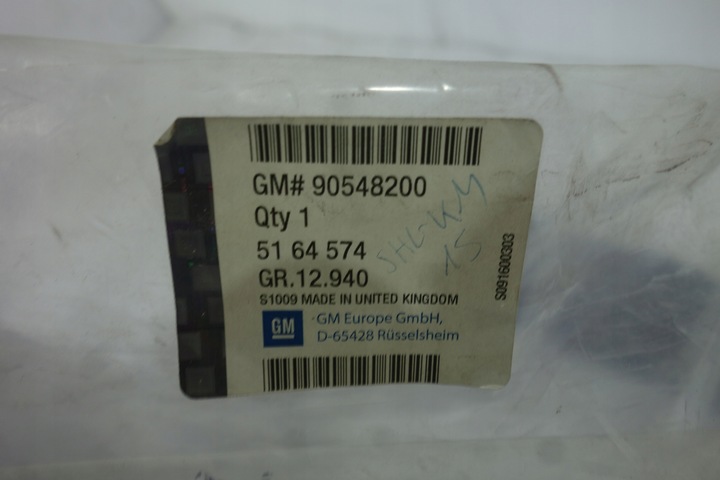 GM# 90548200
Qty 1
51 64 574
GR.12.940
S1009 MADE IN UNITED KINGDOM
GM
GM Europe GmbH,
D-65428 Rüsselsheim
S091600303
15